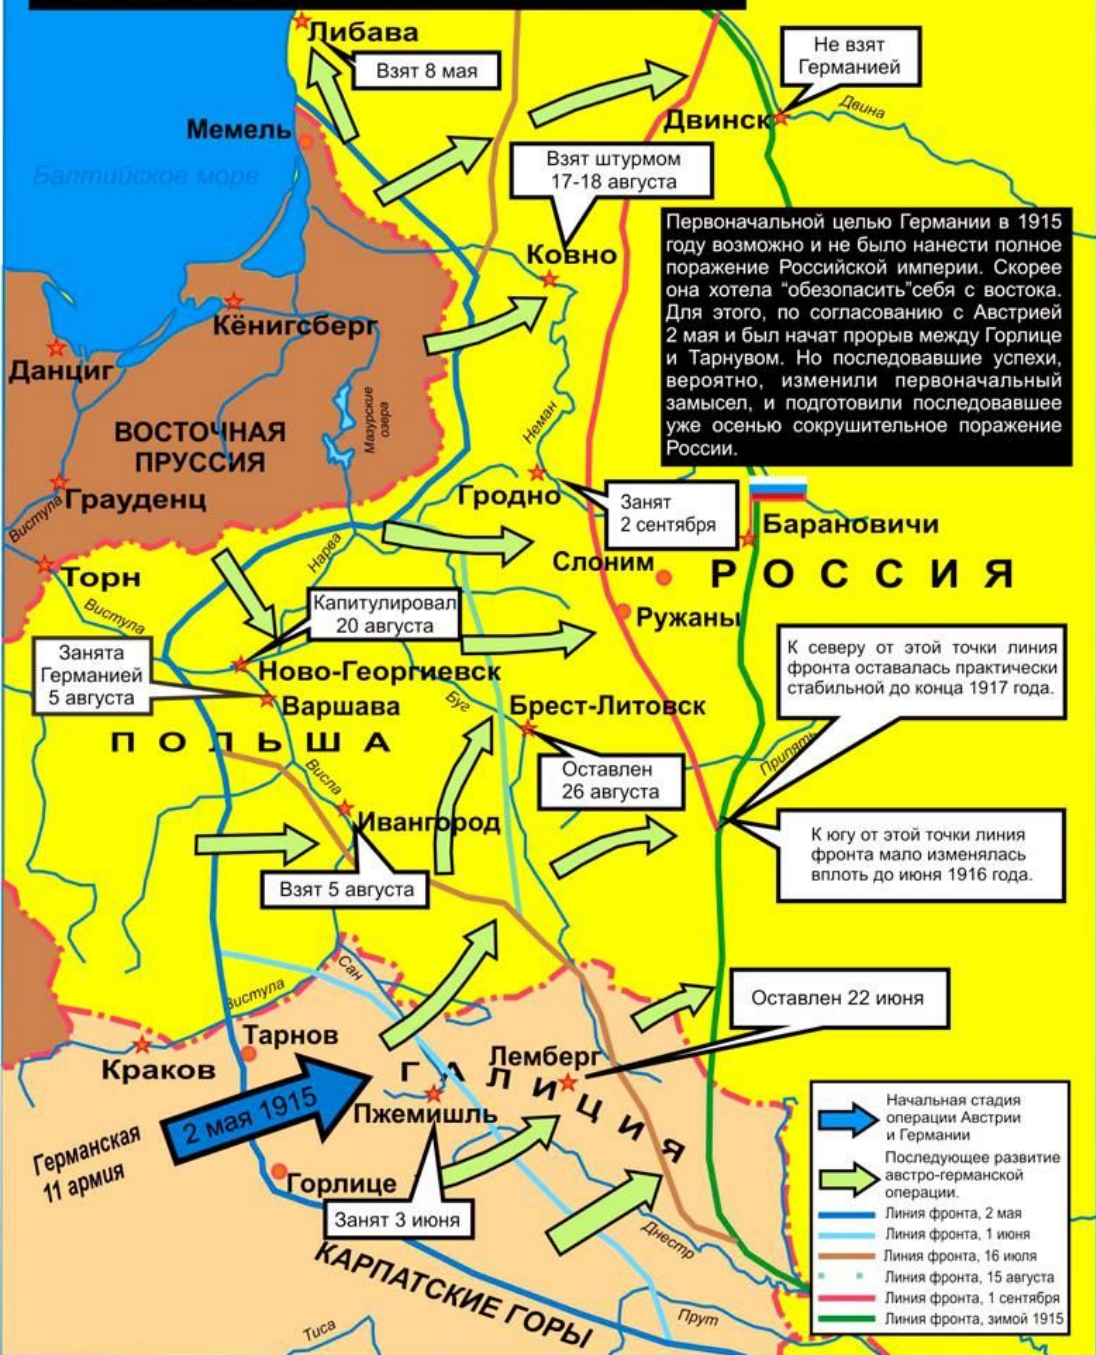 Либава
Взят 8 мая
Не взят
Германией
Двина
Двинск
Мемель
Балтийское море
Взят штурмом
17-18 августа
Ковно
Первоначальной целью Германии в 1915
году возможно и не было нанести полное
поражение Российской империи. Скорее
она хотела “обезопасить”себя с востока.
Для этого, по согласованию с Австрией
2 мая и был начат прорыв между Горлице
и Тарнувом. Но последовавшие успехи,
вероятно, изменили первоначальный
замысел, и подготовили последовавшее
уже осенью сокрушительное поражение
России.
Кёнигсберг
Данциг
Мазурские
озера
ВОСТОЧНАЯ
ПРУССИЯ
Неман
Грауденц
Вистула
Гродно
Занят
2 сентября
Барановичи
Слоним
РОССИЯ
Нарва
Торн
Вистула
Капитулировал
20 августа
Ружаны
К северу от этой точки линия
фронта оставалась практически
стабильной до конца 1917 года.
Занята
Германией
5 августа
Ново-Георгиевск
Варшава
Буг
Брест-Литовск
ПОЛЬША
Припять
Висла
Оставлен
26 августа
Ивангород
К югу от этой точки линия
фронта мало изменялась
вплоть до июня 1916 года.
Взят 5 августа
Сан
Вистула
Оставлен 22 июня
Тарнов
Краков
Лемберг
ГАЛИЦИЯ
2 мая 1915
Пжемишль
Германская
11 армия
Горлице
Занят 3 июня
Днестр
КАРПАТСКИЕ ГОРЫ
Прут
Тиса
Начальная стадия
операции Австрии
и Германии
Последующее развитие
австро-германской
операции.
Линия фронта, 2 мая
Линия фронта, 1 июня
Линия фронта, 16 июля
Линия фронта, 15 августа
Линия фронта, 1 сентября
Линия фронта, зимой 1915